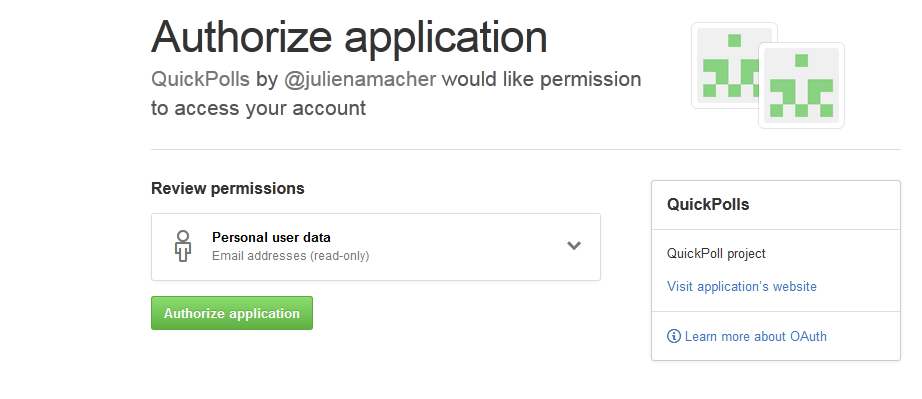 Authorize application
QuickPolls by @julienamacher would like permission
to access your account
Review permissions
Personal user data
Email addresses (read-only)
Authorize application
QuickPolls
QuickPoll project
Visit application's website
Learn more about OAuth